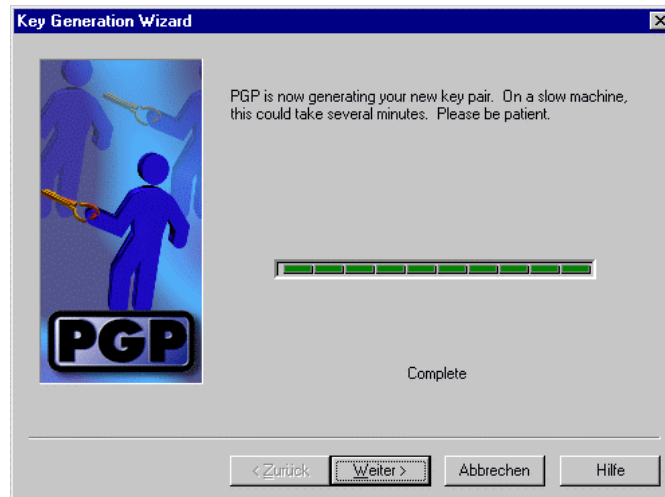 Key Generation Wizard
PGP is now generating your new key pair. On a slow machine,
this could take several minutes. Please be patient.
PGP
Complete
< Zurück Weiter > Abbrechen Hilfe